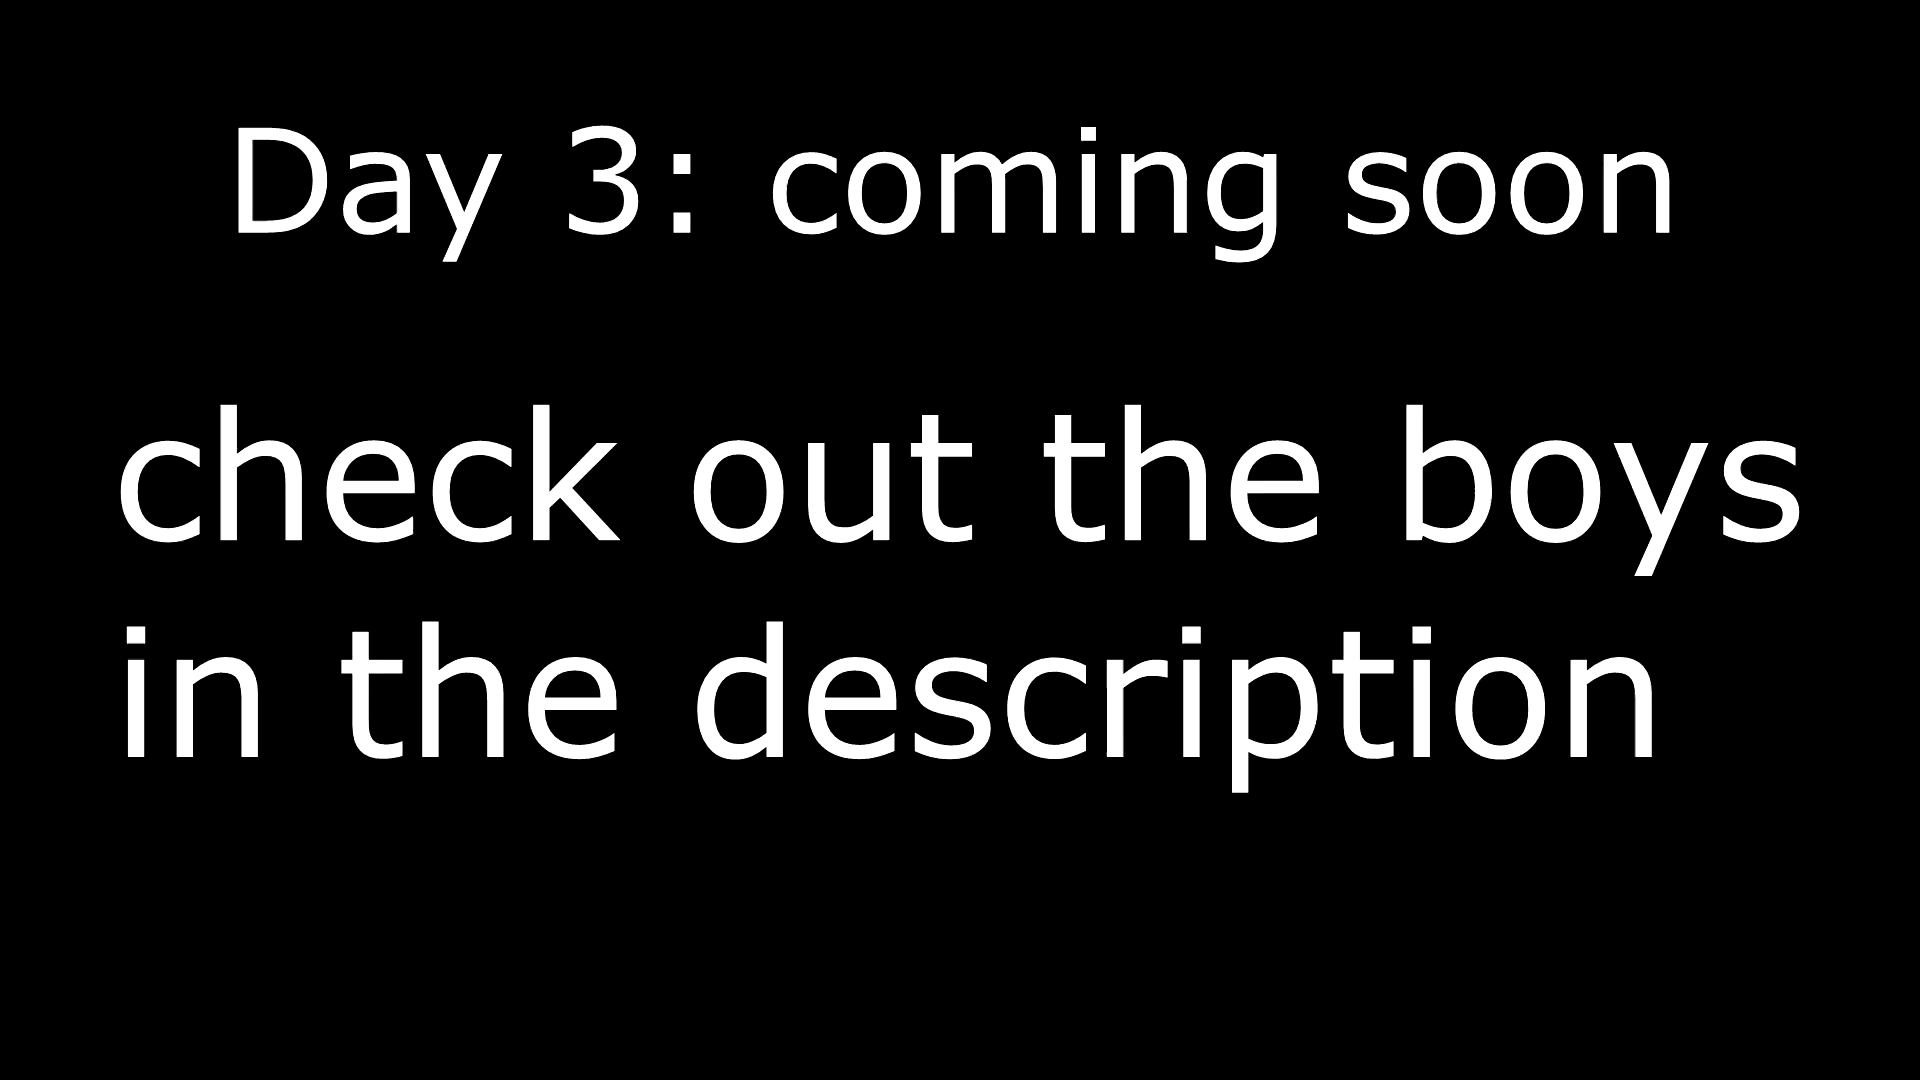 Day 3: coming soon
check out the boys
in the description